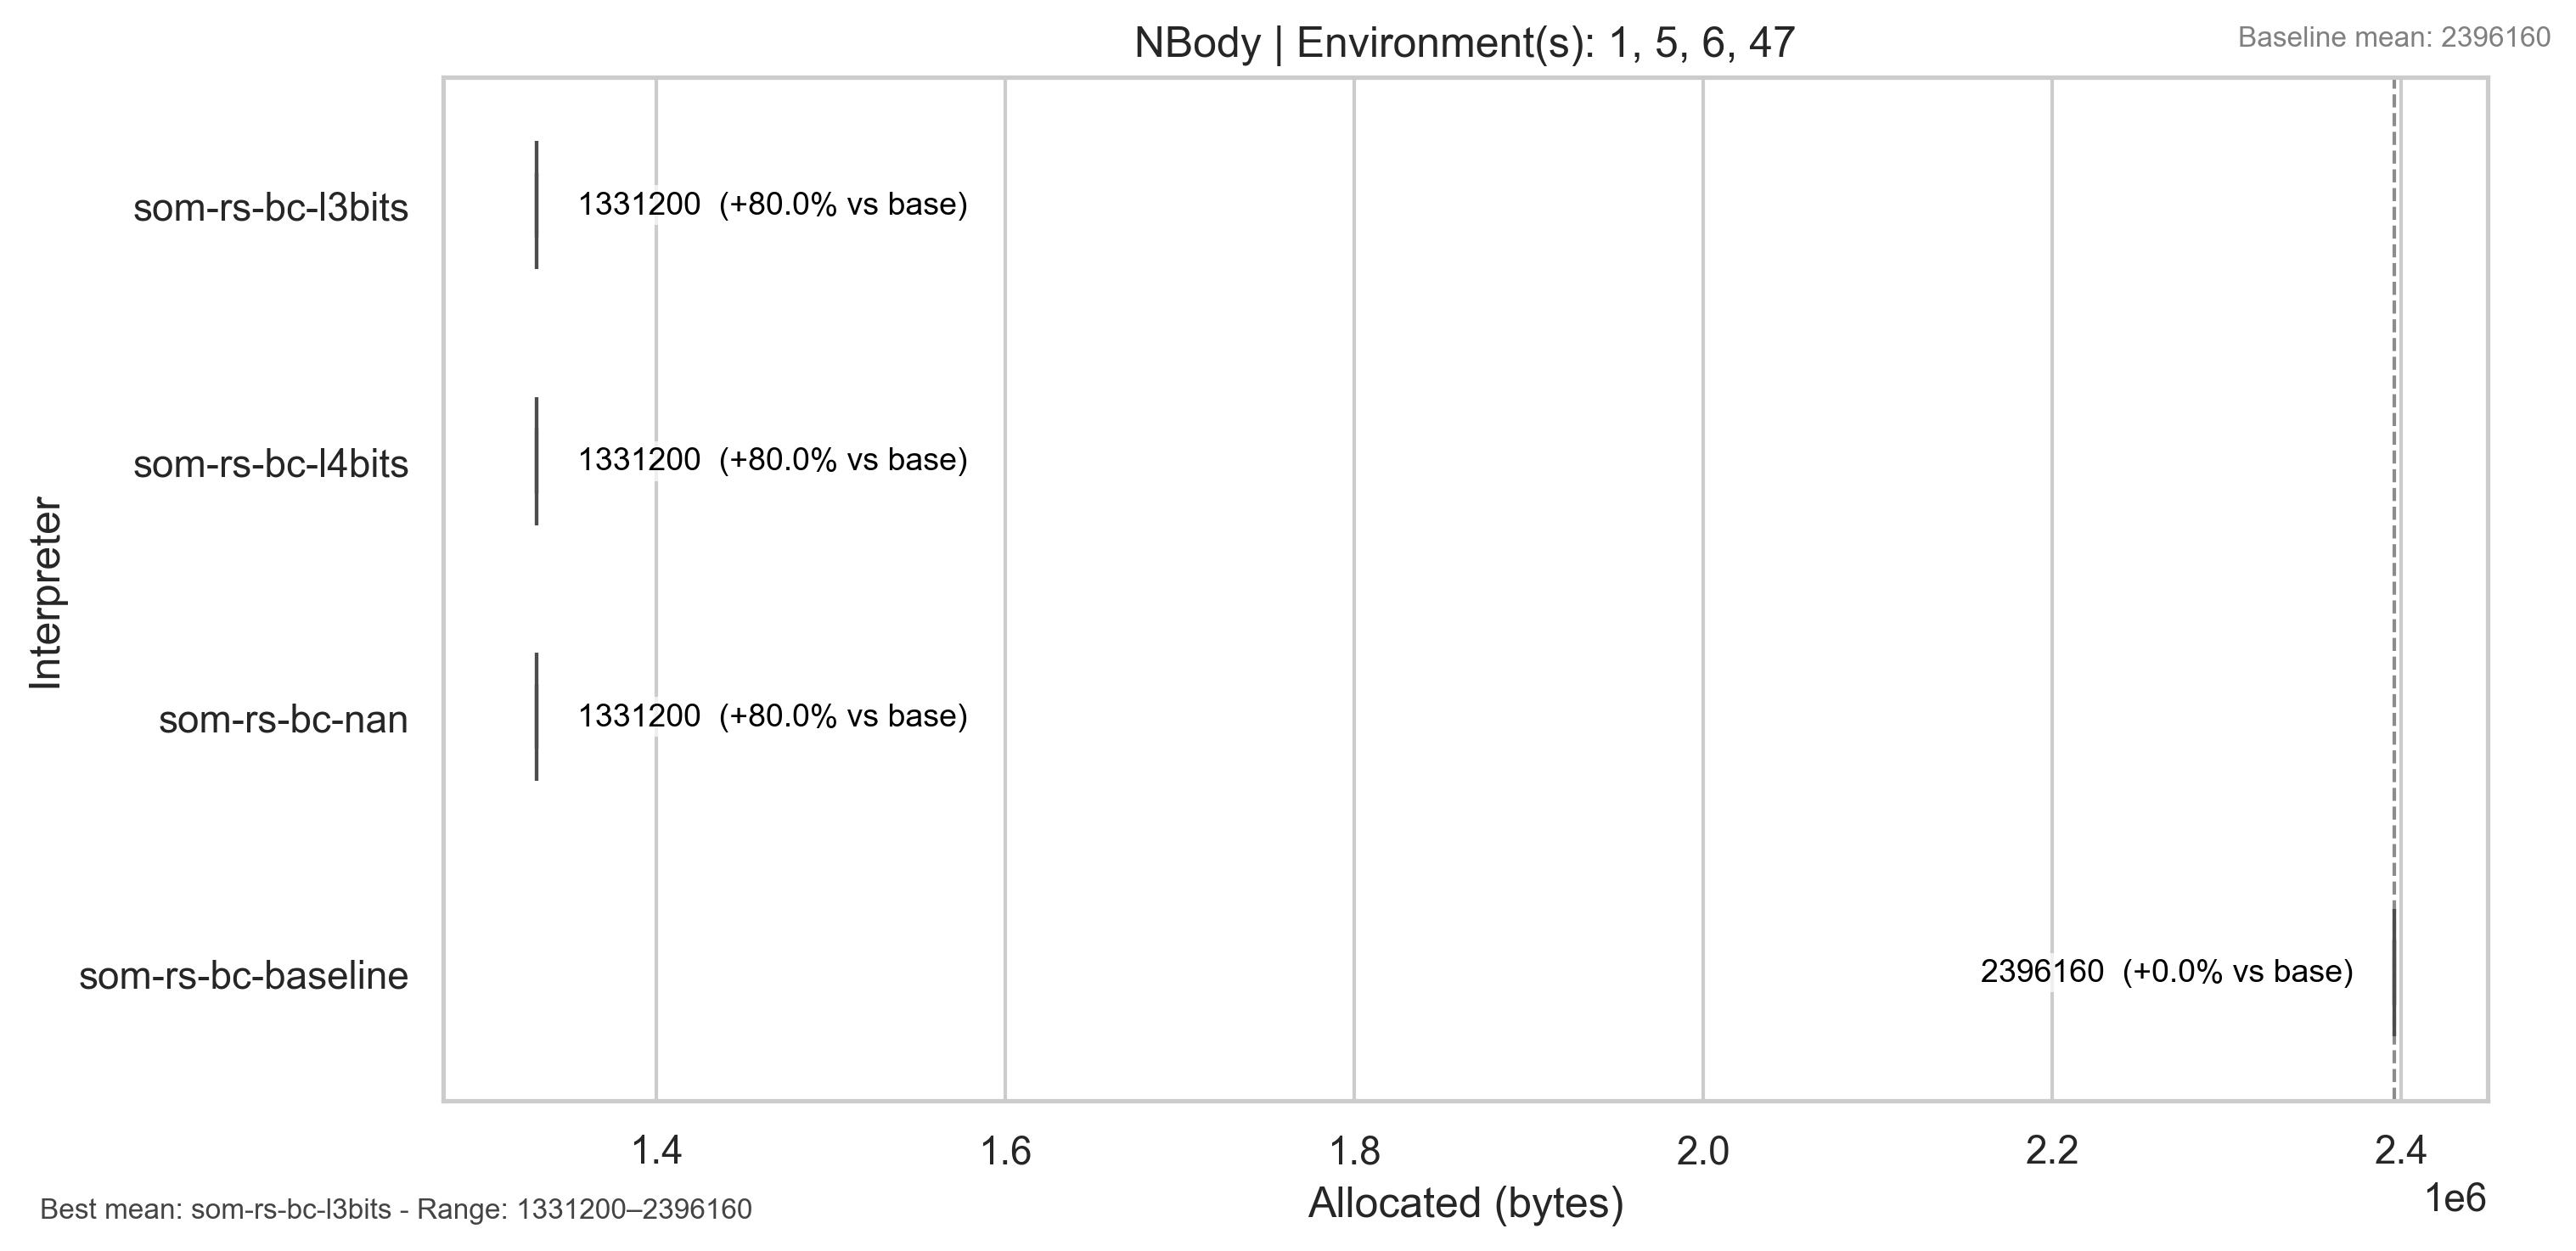 NBody | Environment(s): 1, 5, 6, 47
Baseline mean: 2396160
Interpreter
som-rs-bc-l3bits
1331200  (+80.0% vs base)
som-rs-bc-l4bits
1331200  (+80.0% vs base)
som-rs-bc-nan
1331200  (+80.0% vs base)
som-rs-bc-baseline
2396160  (+0.0% vs base)
1.4 1.6 1.8 2.0 2.2 2.4
1e6
Allocated (bytes)
Best mean: som-rs-bc-l3bits - Range: 1331200–2396160